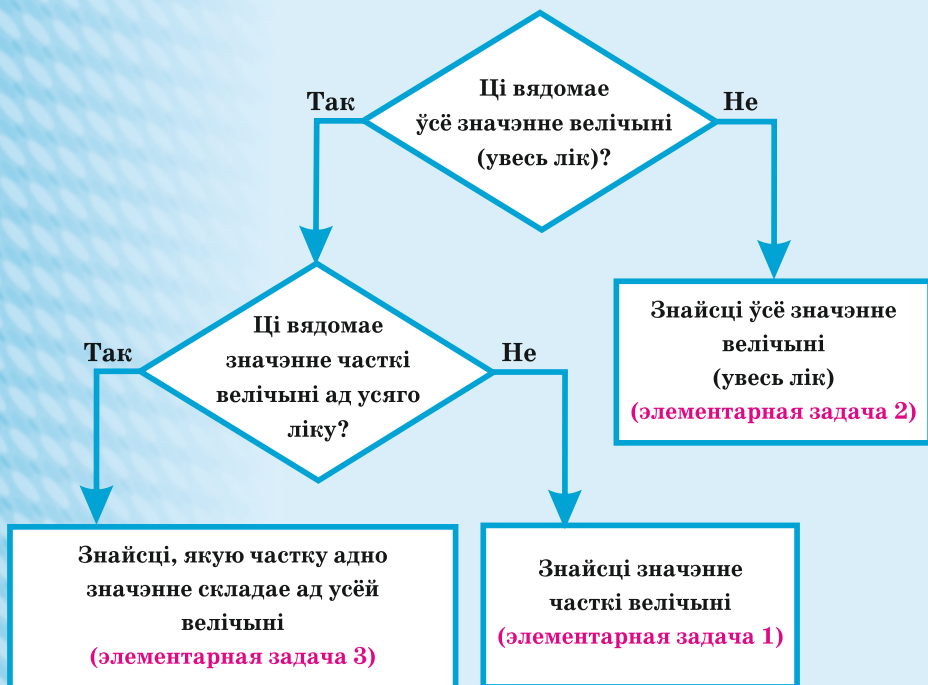 Ці вядомае
ўсё значэнне велічыні
(увесь лік)?
Так
Не
Ці вядомае
значэнне часткі
велічыні ад усяго
ліку?
Так
Не
Знайсці ўсё значэнне
велічыні
(увесь лік)
(элементарная задача 2)
Знайсці, якую частку адно
значэнне складае ад усёй
велічыні
(элементарная задача 3)
Знайсці значэнне
часткі велічыні
(элементарная задача 1)